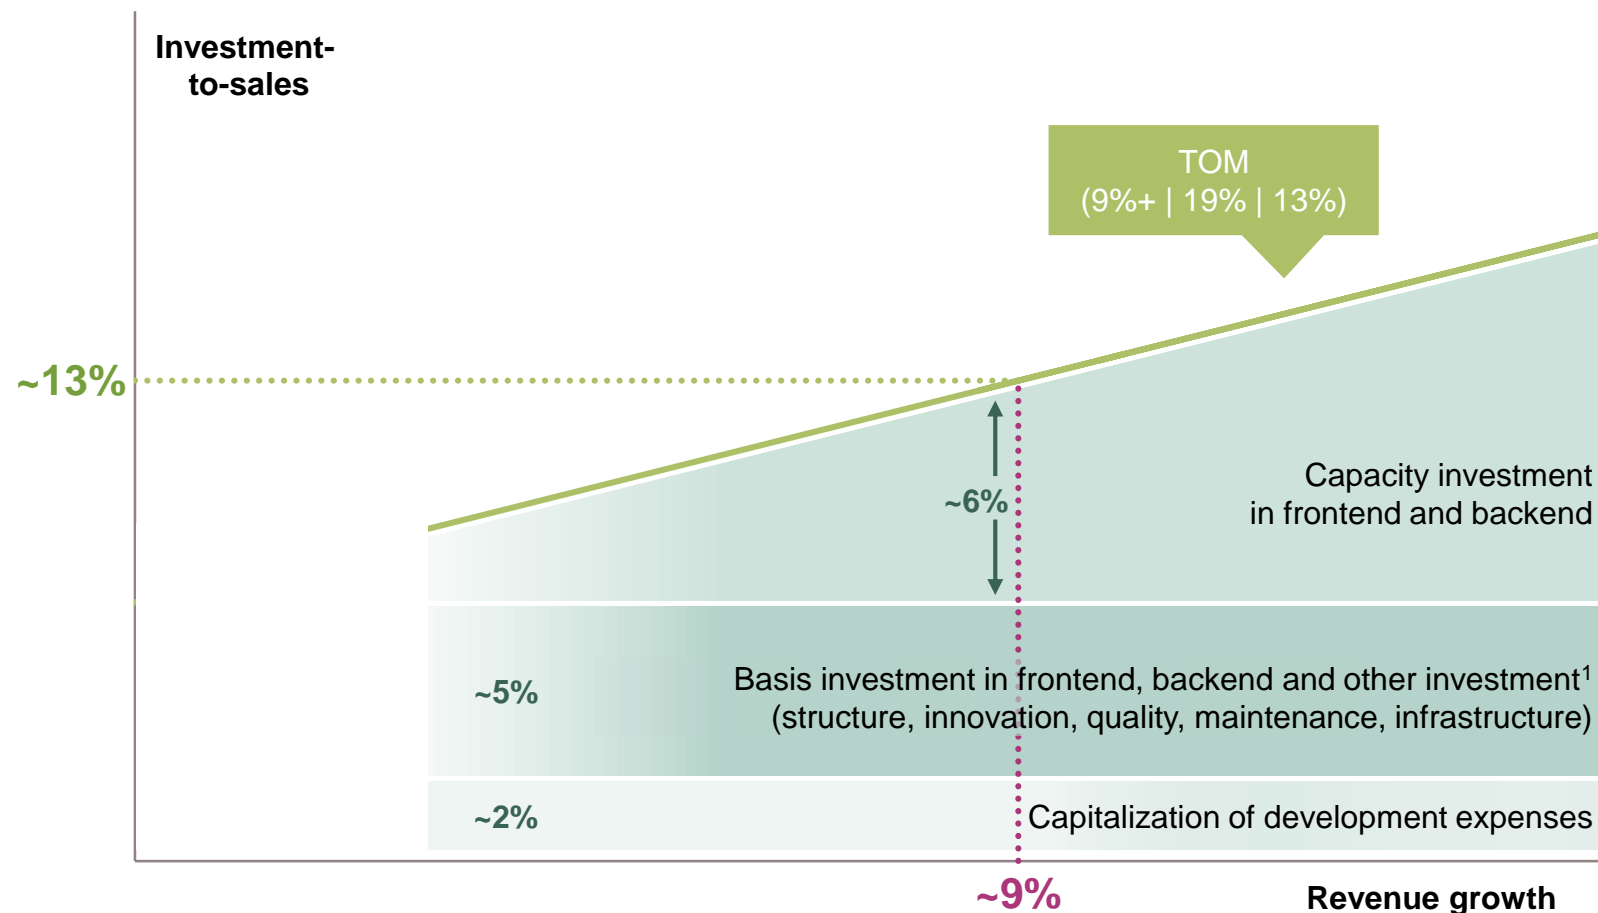 Investment-
to-sales
TOM
(9%+ | 19% | 13%)
~13%
~6%
Capacity investment
in frontend and backend
~5%
Basis investment in frontend, backend and other investment¹
(structure, innovation, quality, maintenance, infrastructure)
~2%
Capitalization of development expenses
~9%
Revenue growth